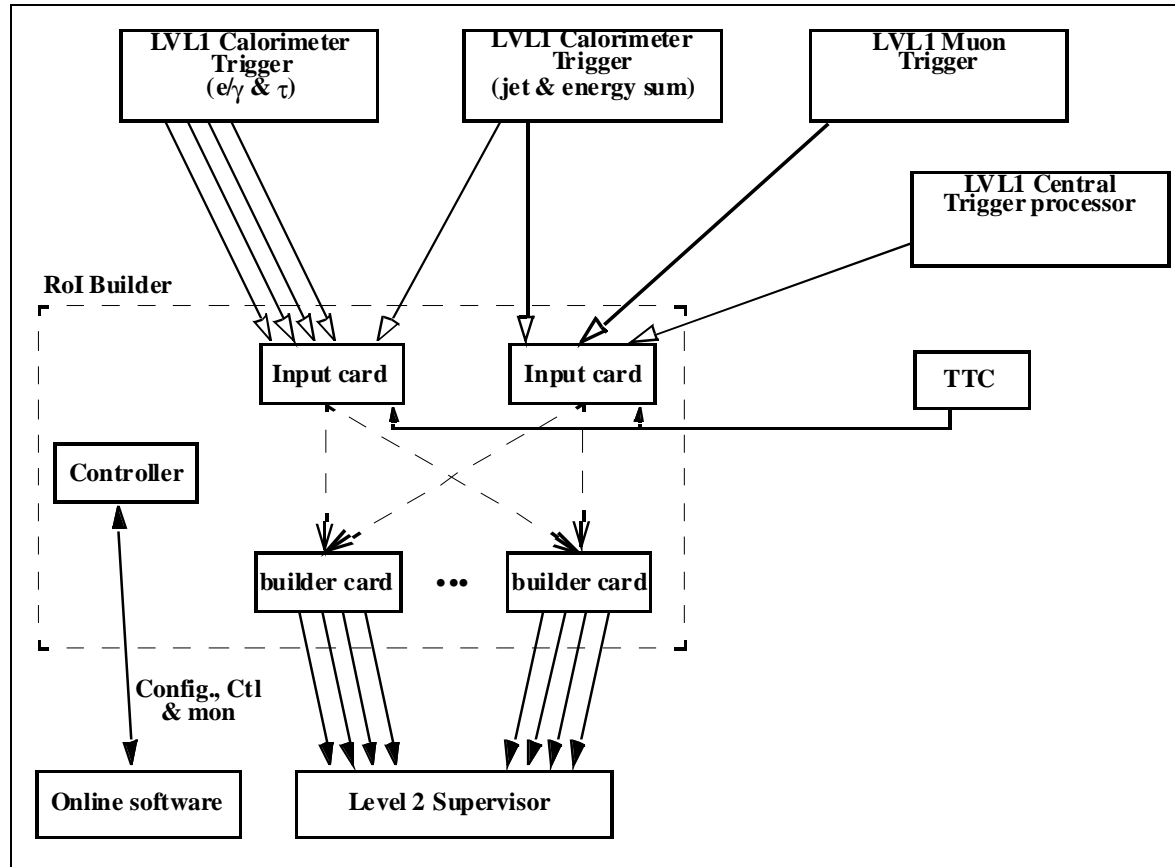 LVL1 Calorimeter
Trigger
(e/γ & τ)
LVL1 Calorimeter
Trigger
(jet & energy sum)
LVL1 Muon
Trigger
LVL1 Central
Trigger processor
RoI Builder
Input card
Input card
TTC
Controller
builder card
•••
builder card
Config., Ctl
& mon
Online software
Level 2 Supervisor